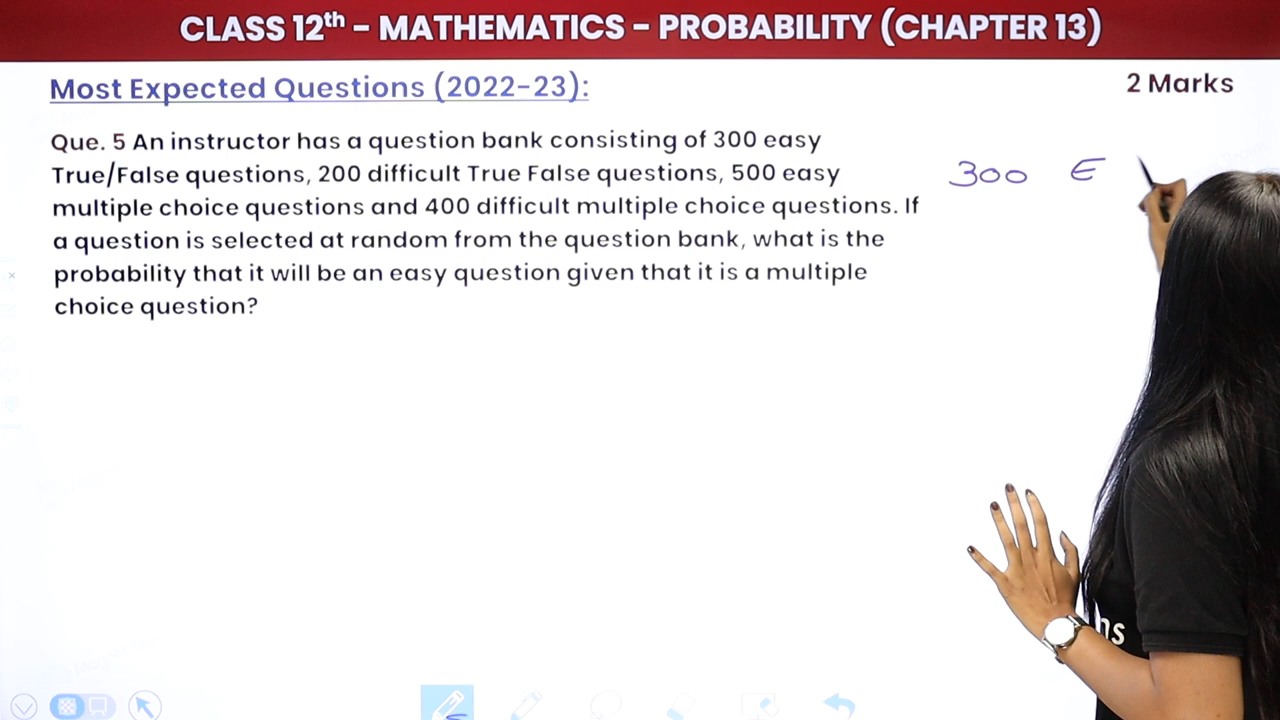 CLASS 12th - MATHEMATICS - PROBABILITY (CHAPTER 13)
Most Expected Questions (2022-23):
2 Marks
Que. 5 An instructor has a question bank consisting of 300 easy
True/False questions, 200 difficult True False questions, 500 easy
multiple choice questions and 400 difficult multiple choice questions. If
a question is selected at random from the question bank, what is the
probability that it will be an easy question given that it is a multiple
choice question?
300 E